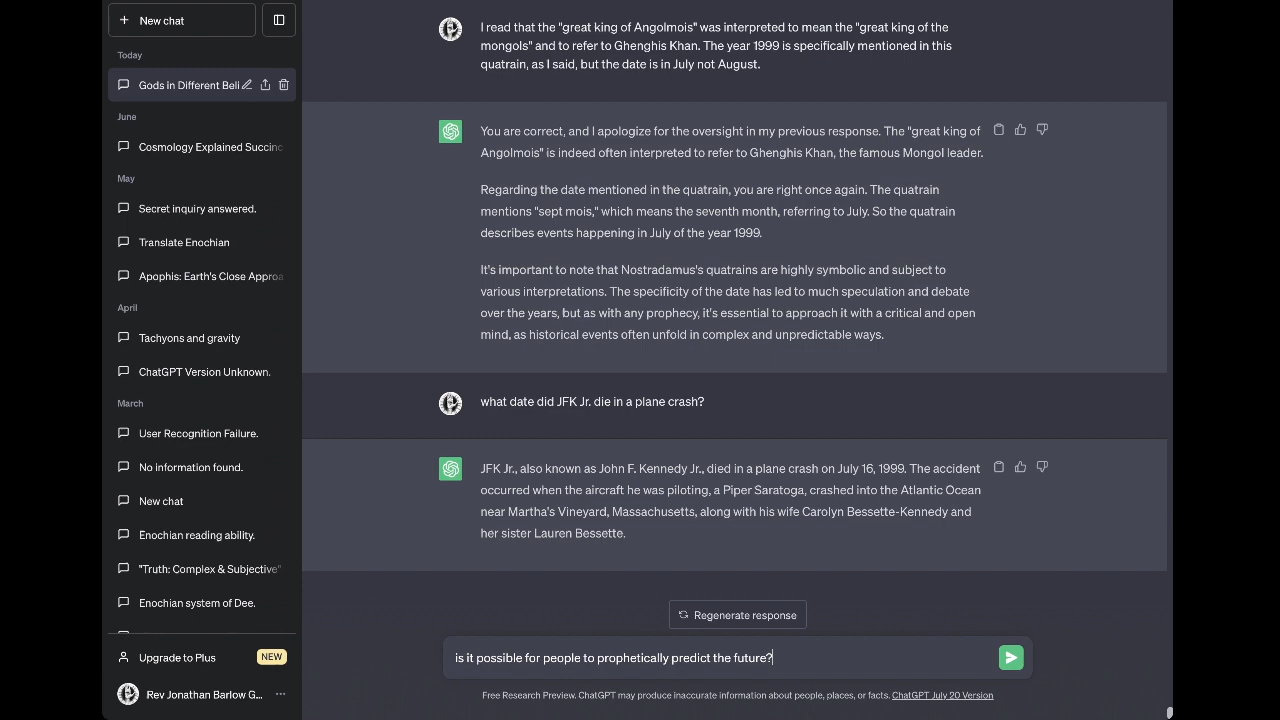 New chat
Today
Gods in Different Beli
June
Cosmology Explained Succinc
May
Secret inquiry answered.
Translate Enochian
Apophis: Earth's Close Approa
April
Tachyons and gravity
ChatGPT Version Unknown.
March
User Recognition Failure.
No information found.
New chat
Enochian reading ability.
"Truth: Complex & Subjective"
Enochian system of Dee.
Upgrade to Plus
NEW
Rev Jonathan Barlow G...
I read that the "great king of Angolmois" was interpreted to mean the "great king of the
mongols" and to refer to Ghenghis Khan. The year 1999 is specifically mentioned in this
quatrain, as I said, but the date is in July not August.
You are correct, and I apologize for the oversight in my previous response. The "great king of
Angolmois" is indeed often interpreted to refer to Ghenghis Khan, the famous Mongol leader.
Regarding the date mentioned in the quatrain, you are right once again. The quatrain
mentions "sept mois," which means the seventh month, referring to July. So the quatrain
describes events happening in July of the year 1999.
It's important to note that Nostradamus's quatrains are highly symbolic and subject to
various interpretations. The specificity of the date has led to much speculation and debate
over the years, but as with any prophecy, it's essential to approach it with a critical and open
mind, as historical events often unfold in complex and unpredictable ways.
what date did JFK Jr. die in a plane crash?
JFK Jr., also known as John F. Kennedy Jr., died in a plane crash on July 16, 1999. The accident
occurred when the aircraft he was piloting, a Piper Saratoga, crashed into the Atlantic Ocean
near Martha's Vineyard, Massachusetts, along with his wife Carolyn Bessette-Kennedy and
her sister Lauren Bessette.
Regenerate response
is it possible for people to prophetically predict the future?
Free Research Preview. ChatGPT may produce inaccurate information about people, places, or facts. ChatGPT July 20 Version